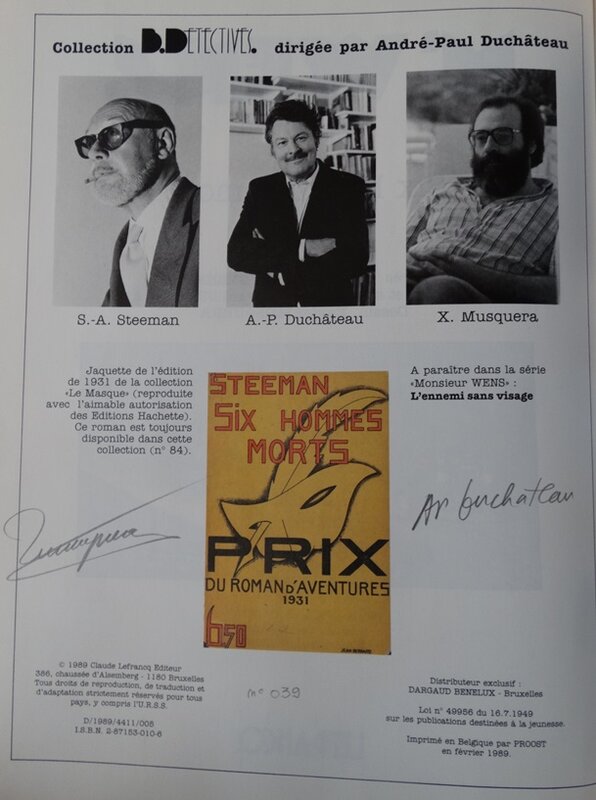 Collection B.DETECTIVES. dirigée par André-Paul Duchâteau
S.-A. Steeman
A.-P. Duchâteau
X. Musquera
Jaquette de l'édition
de 1931 de la collection
«Le Masque» (reproduite
avec l'aimable autorisation
des Editions Hachette).
Ce roman est toujours
disponible dans cette
collection (n° 84).
STEEMAN
SIX HOMMES
MORTS
PRIX
DU ROMAN D'AVENTURES
1931
6.50
A paraître dans la série
«Monsieur WENS» :
L'ennemi sans visage
AP Duchateau
© 1989 Claude Lefrancq Editeur
386, chaussée d'Alsemberg - 1180 Bruxelles
Tous droits de reproduction, de traduction et
d'adaptation strictement réservés pour tous
pays, y compris l'U.R.S.S.
D/1989/4411/008
I.S.B.N. 2-87153-010-6
n° 039
Distributeur exclusif :
DARGAUD BENELUX - Bruxelles
Loi n° 49956 du 16.7.1949
sur les publications destinées à la jeunesse.
Imprimé en Belgique par PROOST
en février 1989.